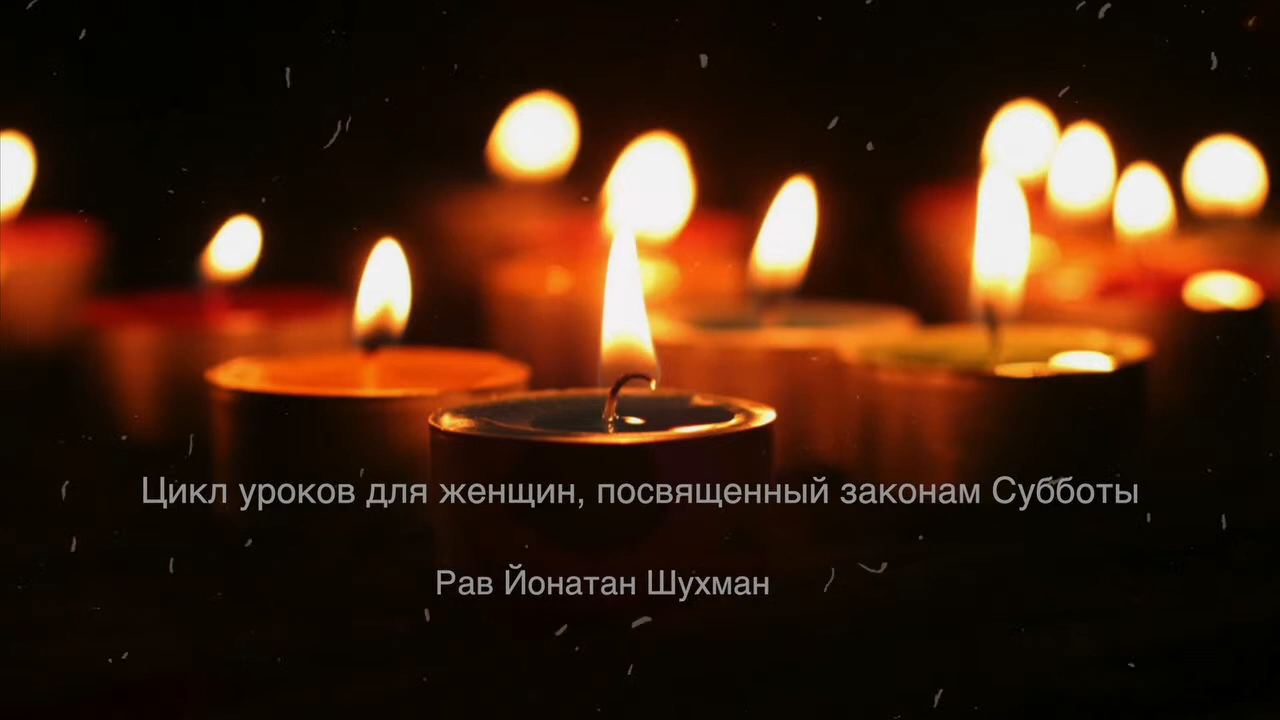 Цикл уроков для женщин, посвященный законам Субботы
Рав Йонатан Шухман